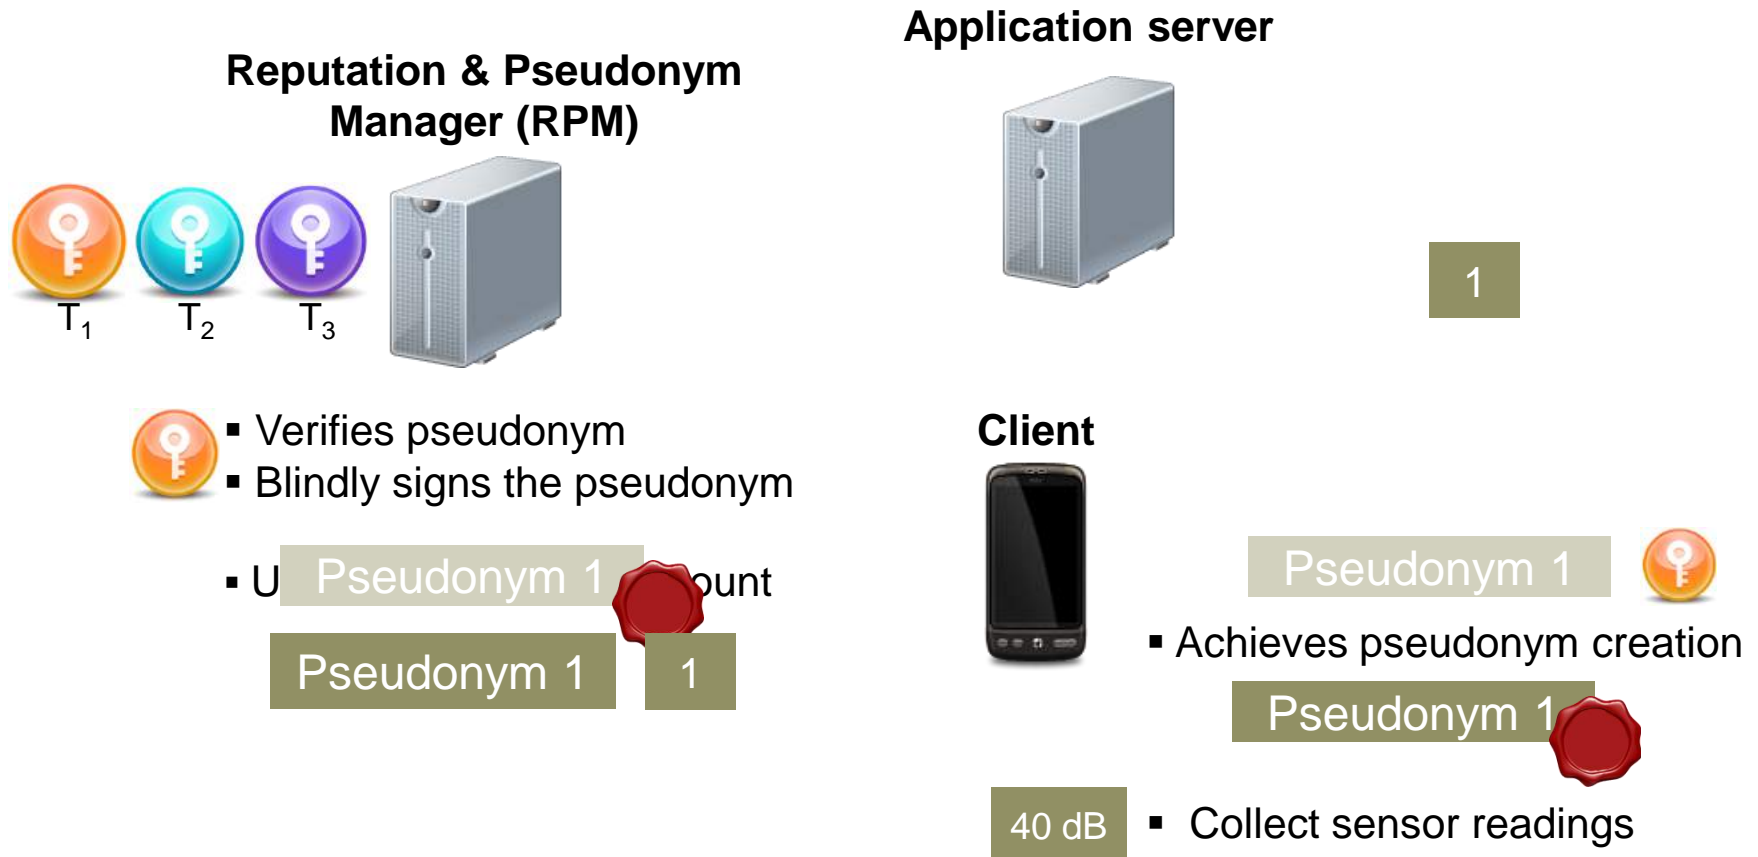 Application server
Reputation & Pseudonym
Manager (RPM)
T1 T2 T3
1
▪ Verifies pseudonym
▪ Blindly signs the pseudonym
Client
Pseudonym 1
Pseudonym 1
▪ Achieves pseudonym creation
Pseudonym 1 1
Pseudonym 1
40 dB ▪ Collect sensor readings